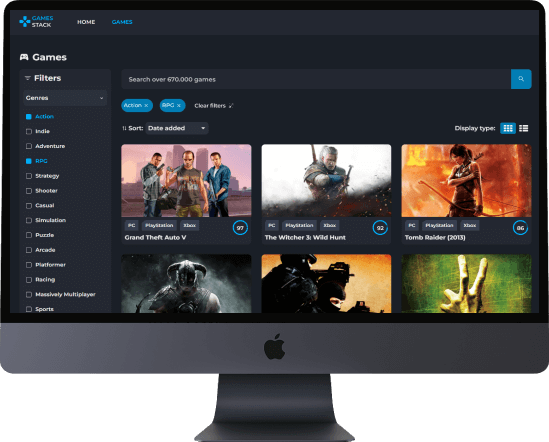 GAMES
STACK
HOME
GAMES
Games
Filters
Genres
Action
Indie
Adventure
RPG
Strategy
Shooter
Casual
Simulation
Puzzle
Arcade
Platformer
Racing
Massively Multiplayer
Sports
Search over 670.000 games
Action ×
RPG ×
Clear filters
Sort: Date added
Display type:
PC PlayStation Xbox
97
Grand Theft Auto V
PC PlayStation Xbox
92
The Witcher 3: Wild Hunt
PC PlayStation Xbox
86
Tomb Raider (2013)